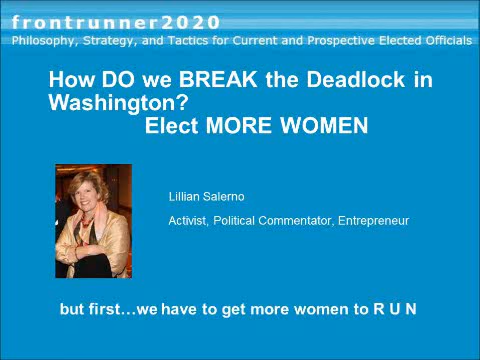 frontrunner2020
Philosophy, Strategy, and Tactics for Current and Prospective Elected Officials
How DO we BREAK the Deadlock in
Washington?
Elect MORE WOMEN
Lillian Salerno
Activist, Political Commentator, Entrepreneur
but first...we have to get more women to R U N